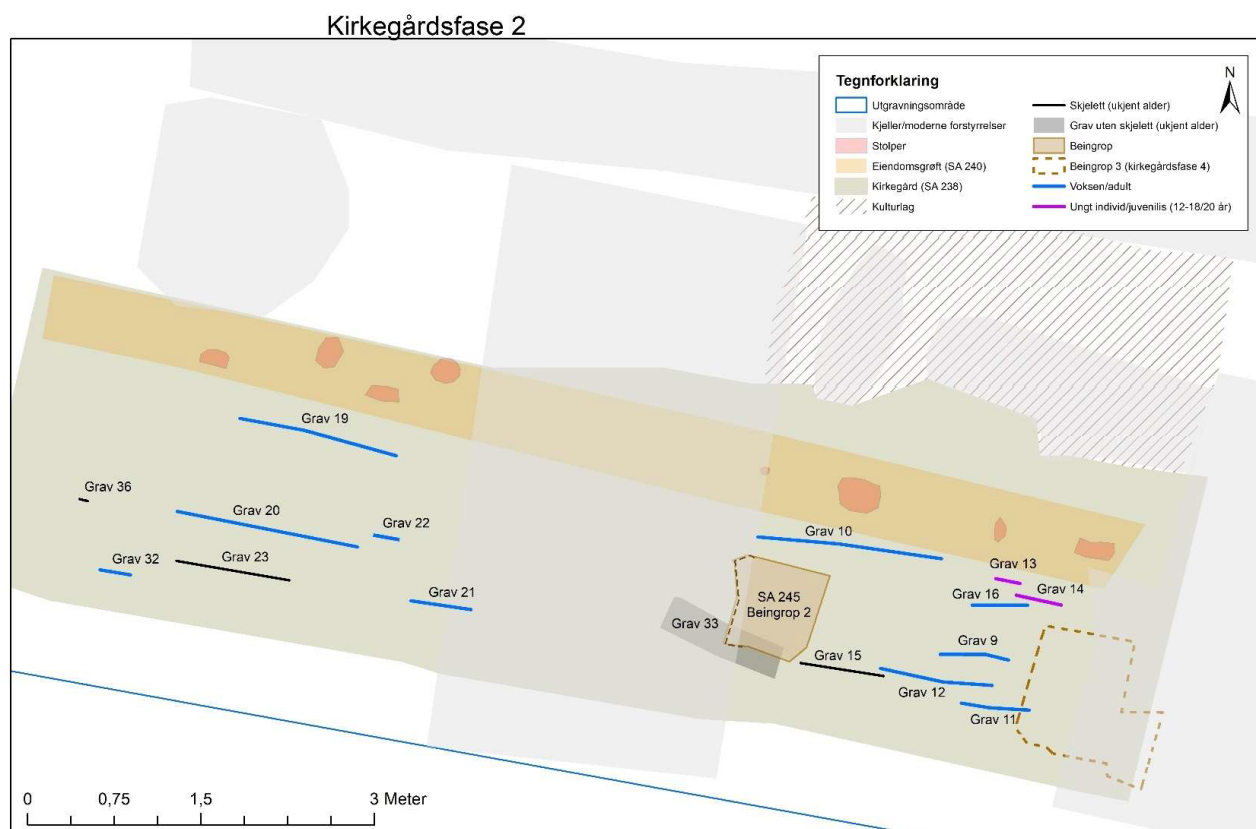 Kirkegårdsfase 2
Tegnforklaring
N
Utgravningsområde
Kjeller/moderne forstyrrelser
Stolper
Eiendomsgrøft (SA 240)
Kirkegård (SA 238)
Kulturlag
Skjelett (ukjent alder)
Grav uten skjelett (ukjent alder)
Beingrop
Beingrop 3 (kirkegårdsfase 4)
Voksen/adult
Ungt individ/juvenilis (12-18/20 år)
Grav 19
Grav 36
Grav 20
Grav 22
Grav 32
Grav 23
Grav 21
Grav 10
Grav 13
Grav 14
Grav 16
SA 245
Beingrop 2
Grav 33
Grav 15
Grav 9
Grav 12
Grav 11
0 0,75 1,5 3 Meter